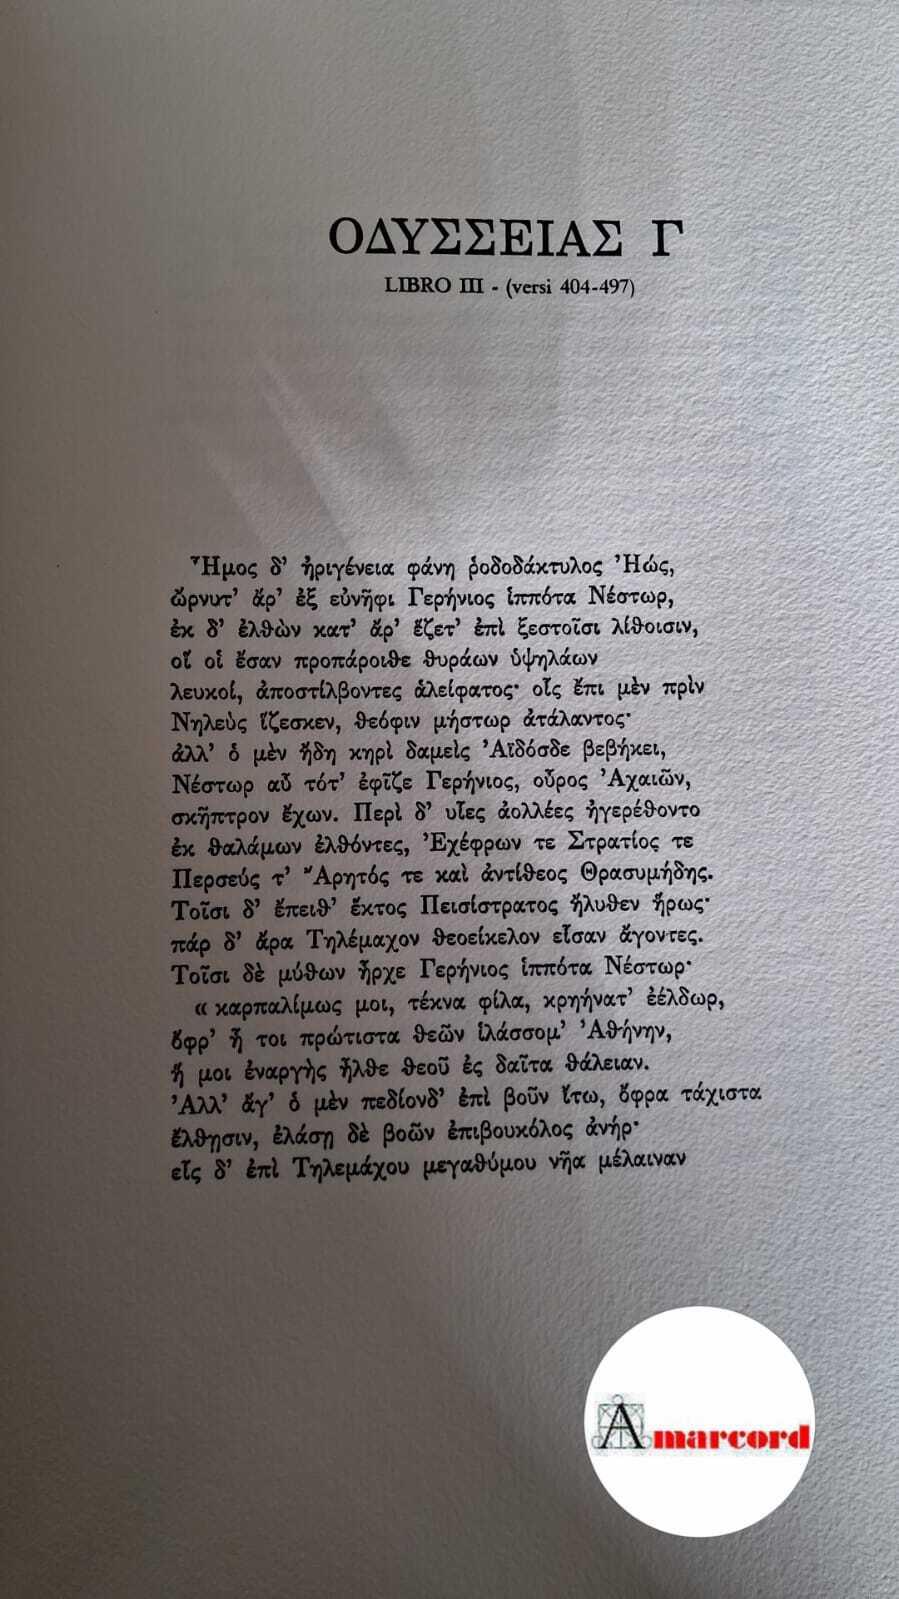 ΟΔΥΣΣΕΙΑΣ Γ
LIBRO III - (versi 404-497)
Ἦμος δ' ἠριγένεια φάνη ῥοδοδάκτυλος Ἠώς,
ὤρνυτ' ἄρ' ἐξ εὐνῆφι Γερήνιος ἱππότα Νέστωρ,
ἐκ δ' ἐλθὼν κατ' ἄρ' ἕζετ' ἐπὶ ξεστοῖσι λίθοισιν,
οἵ οἱ ἔσαν προπάροιθε θυράων ὑψηλάων
λευκοί, ἀποστίλβοντες ἀλείφατος· οἷς ἔπι μὲν πρὶν
Νηλεὺς ἵζεσκεν, θεόφιν μήστωρ ἀτάλαντος·
ἀλλ' ὁ μὲν ἤδη κηρὶ δαμεὶς Ἀϊδόσδε βεβήκει,
Νέστωρ αὖ τότ' ἐφῖζε Γερήνιος, οὖρος Ἀχαιῶν,
σκῆπτρον ἔχων. Περὶ δ' υἷες ἀολλέες ἠγερέθοντο
ἐκ θαλάμων ἐλθόντες, Ἐχέφρων τε Στρατίος τε
Περσεύς τ' Ἄρητός τε καὶ ἀντίθεος Θρασυμήδης.
Τοῖσι δ' ἔπειθ' ἕκτος Πεισίστρατος ἤλυθεν ἥρως·
πάρ δ' ἄρα Τηλέμαχον θεοείκελον εἷσαν ἄγοντες.
Τοῖσι δὲ μύθων ἦρχε Γερήνιος ἱππότα Νέστωρ·
« καρπαλίμως μοι, τέκνα φίλα, κρηήνατ' ἐέλδωρ,
ὄφρ' ἦ τοι πρώτιστα θεῶν ἱλάσσομ' Ἀθήνην,
ἥ μοι ἐναργὴς ἦλθε θεοῦ ἐς δαῖτα θάλειαν.
Ἀλλ' ἄγ' ὁ μὲν πεδίονδ' ἐπὶ βοῦν ἴτω, ὄφρα τάχιστα
ἔλθῃσιν, ἐλάσῃ δὲ βοῶν ἐπιβουκόλος ἀνήρ·
εἷς δ' ἐπὶ Τηλεμάχου μεγαθύμου νῆα μέλαιναν
Amarcord